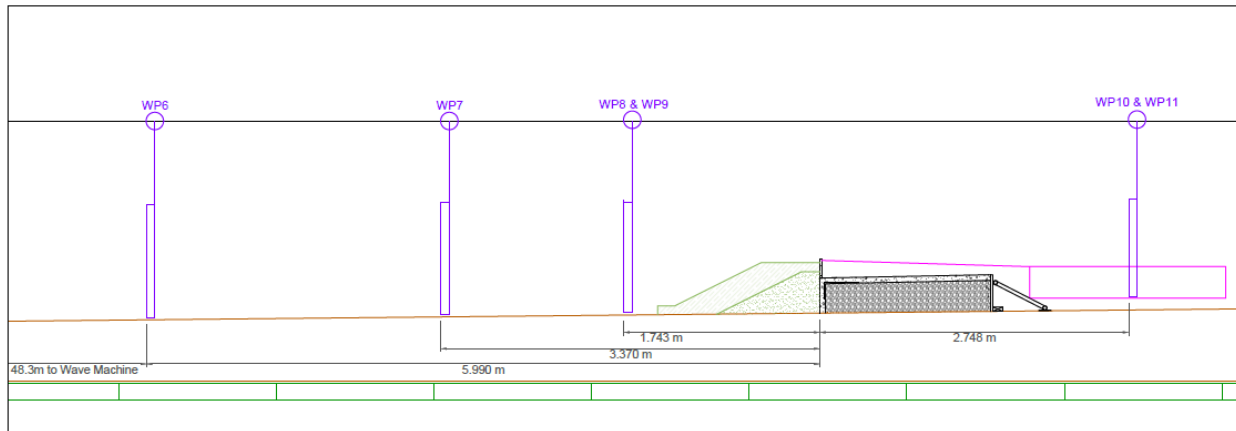 WP6
WP7
WP8 & WP9
WP10 & WP11
1.743 m
2.748 m
3.370 m
48.3m to Wave Machine
5.990 m